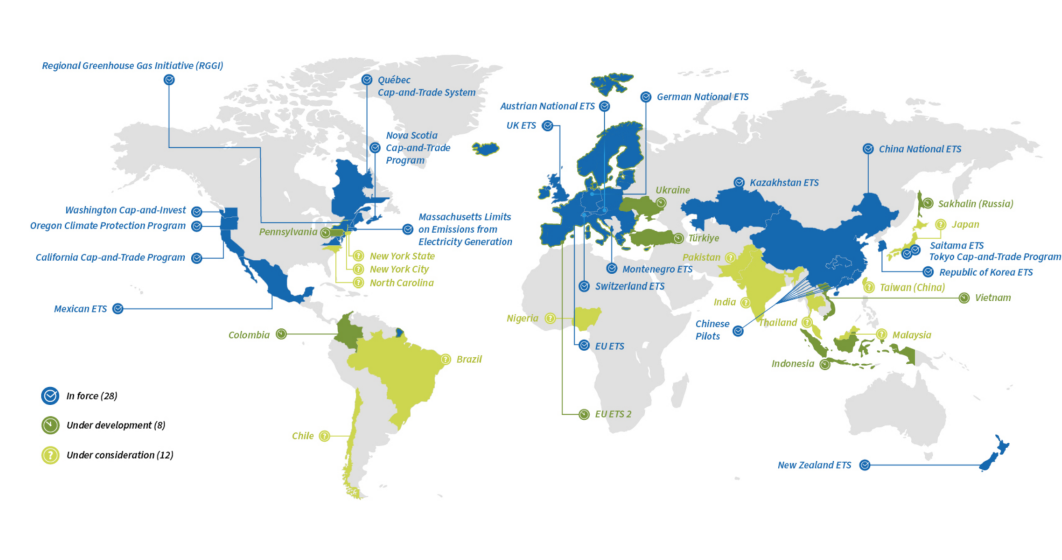 Regional Greenhouse Gas Initiative (RGGI)
Québec
Cap-and-Trade System
Nova Scotia
Cap-and-Trade
Program
Washington Cap-and-Invest
Oregon Climate Protection Program
California Cap-and-Trade Program
Mexican ETS
Pennsylvania
Massachusetts Limits
on Emissions from
Electricity Generation
New York State
New York City
North Carolina
Colombia
Brazil
Chile
Austrian National ETS
German National ETS
UK ETS
Ukraine
Türkiye
Montenegro ETS
Switzerland ETS
Nigeria
EU ETS
EU ETS 2
Kazakhstan ETS
China National ETS
Sakhalin (Russia)
Japan
Saitama ETS
Tokyo Cap-and-Trade Program
Republic of Korea ETS
Pakistan
India
Taiwan (China)
Vietnam
Chinese
Pilots
Thailand
Malaysia
Indonesia
New Zealand ETS
In force (28)
Under development (8)
Under consideration (12)